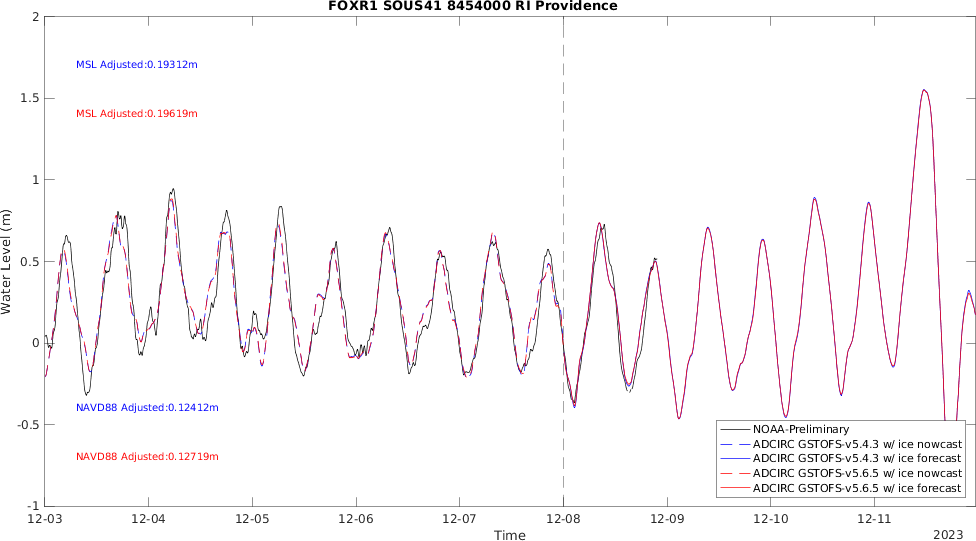 FOXR1 SOUS41 8454000 RI Providence
2
MSL Adjusted:0.19312m
1.5
MSL Adjusted:0.19619m
1
0.5
Water Level (m)
0
NAVD88 Adjusted:0.12412m
-0.5
NAVD88 Adjusted:0.12719m
-1
NOAA-Preliminary
ADCIRC GSTOFS-v5.4.3 w/ ice nowcast
ADCIRC GSTOFS-v5.4.3 w/ ice forecast
ADCIRC GSTOFS-v5.6.5 w/ ice nowcast
ADCIRC GSTOFS-v5.6.5 w/ ice forecast
12-03 12-04 12-05 12-06 12-07 12-08 12-09 12-10 12-11
Time
2023